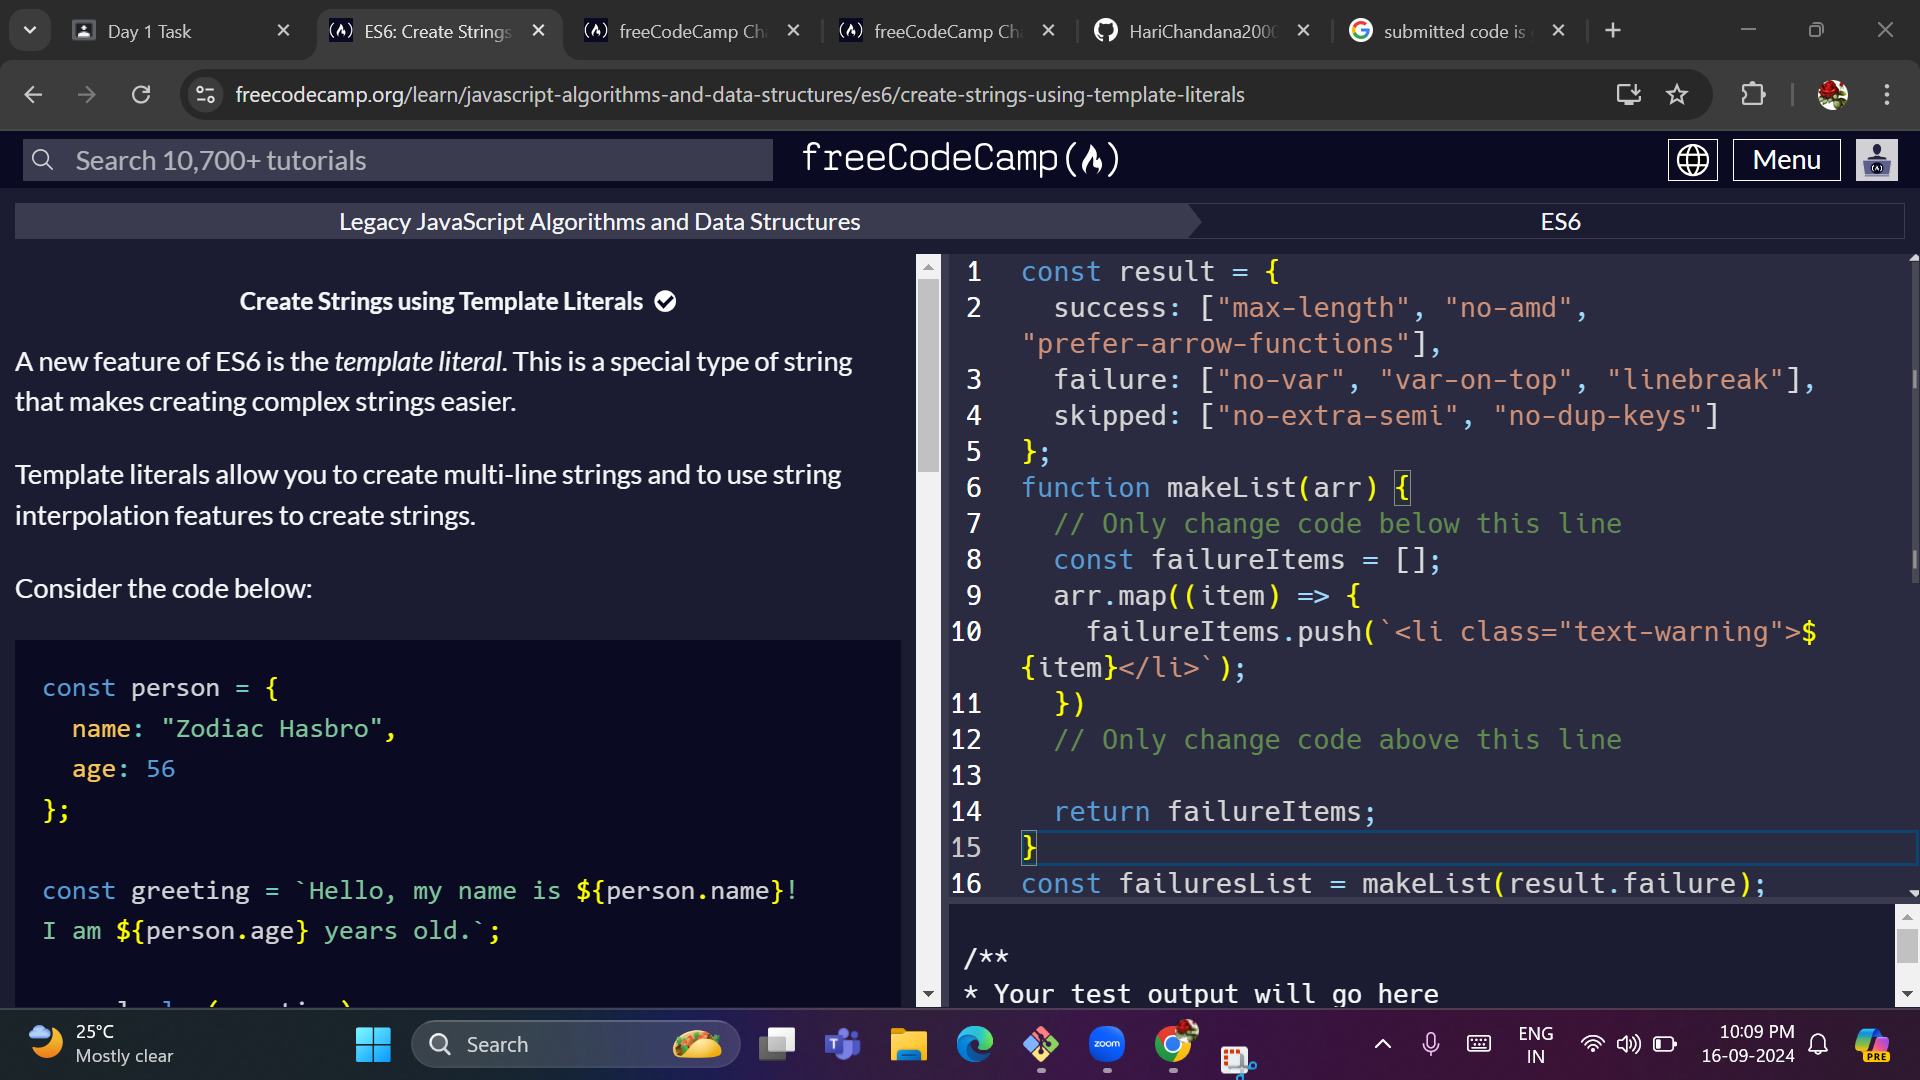 Day 1 Task
ES6: Create Strings
freeCodeCamp Ch
freeCodeCamp Ch
HariChandana2000
submitted code is
freecodecamp.org/learn/javascript-algorithms-and-data-structures/es6/create-strings-using-template-literals
Search 10,700+ tutorials
freeCodeCamp
Menu
Legacy JavaScript Algorithms and Data Structures
ES6
Create Strings using Template Literals
A new feature of ES6 is the template literal. This is a special type of string
that makes creating complex strings easier.
Template literals allow you to create multi-line strings and to use string
interpolation features to create strings.
Consider the code below:
const person = {
name: "Zodiac Hasbro",
age: 56
};
const greeting = `Hello, my name is ${person.name}!
I am ${person.age} years old.`;
1 const result = {
2 success: ["max-length", "no-amd",
"prefer-arrow-functions"],
3 failure: ["no-var", "var-on-top", "linebreak"],
4 skipped: ["no-extra-semi", "no-dup-keys"]
5 };
6 function makeList(arr) {
7 // Only change code below this line
8 const failureItems = [];
9 arr.map((item) => {
10 failureItems.push(`<li class="text-warning">$
{item}</li>`);
11 })
12 // Only change code above this line
13
14 return failureItems;
15 }
16 const failuresList = makeList(result.failure);
/**
* Your test output will go here
25°C
Mostly clear
Search
zoom
ENG
IN
10:09 PM
16-09-2024
PRE